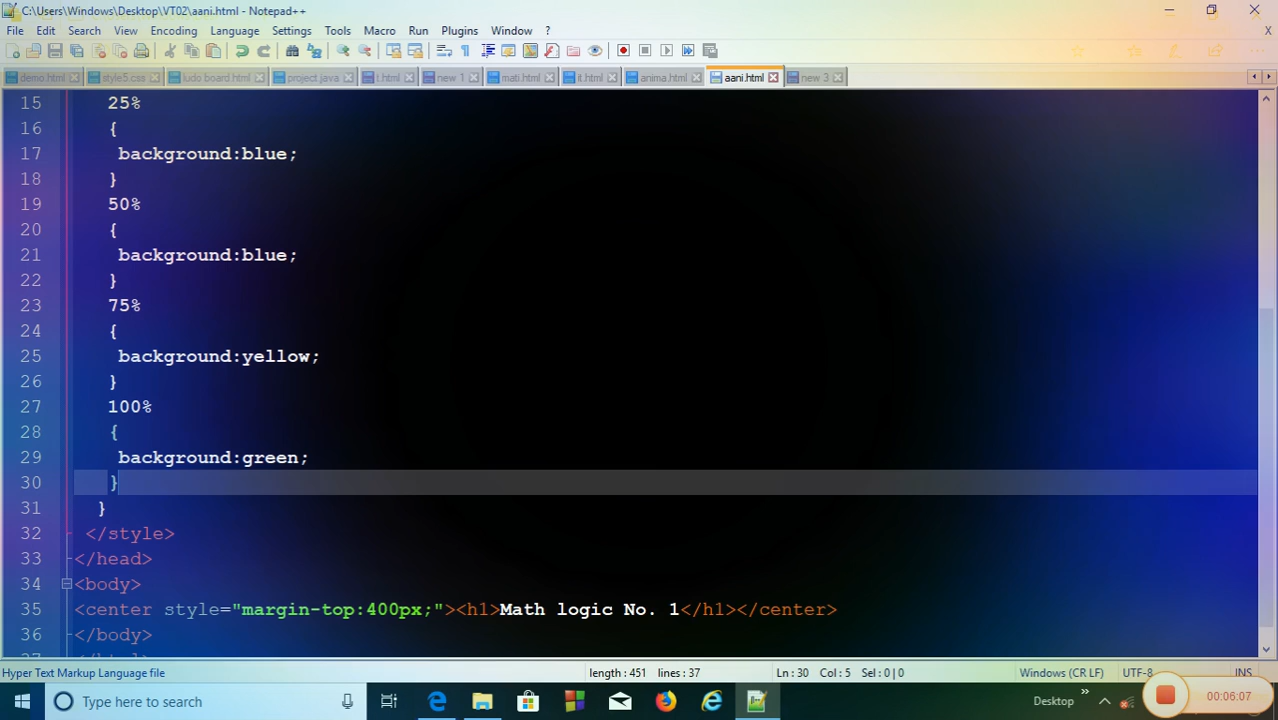 C:\Users\Windows\Desktop\VT02\aani.html - Notepad++
File Edit Search View Encoding Language Settings Tools Macro Run Plugins Window ? X
demo.html style5.css ludo board.html project.java t.html new 1 mati.html it.html anima.html aani.html new 3
15 25%
16 {
17 background:blue;
18 }
19 50%
20 {
21 background:blue;
22 }
23 75%
24 {
25 background:yellow;
26 }
27 100%
28 {
29 background:green;
30 }
31 }
32 </style>
33 </head>
34 <body>
35 <center style="margin-top:400px;"><h1>Math logic No. 1</h1></center>
36 </body>
Hyper Text Markup Language file length : 451 lines : 37 Ln : 30 Col : 5 Sel : 0 | 0 Windows (CR LF) UTF-8 INS
Type here to search Desktop 00:06:07